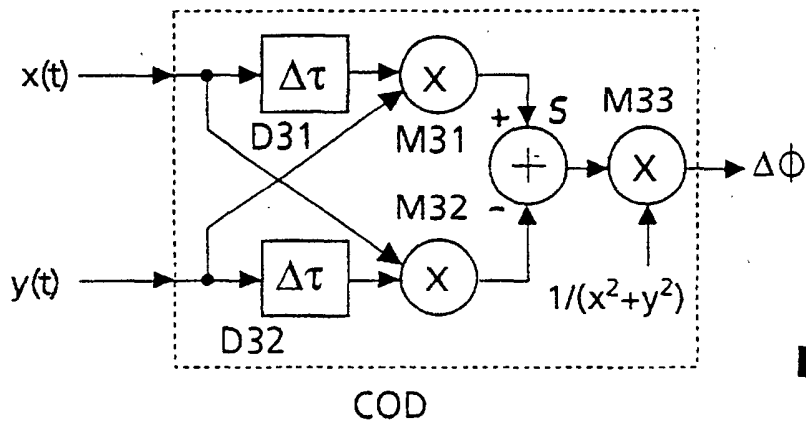 x(t)
Δτ
X
D31
M31
+
S
+
-
M33
X
Δϕ
M32
y(t)
Δτ
X
1/(x²+y²)
D32
COD